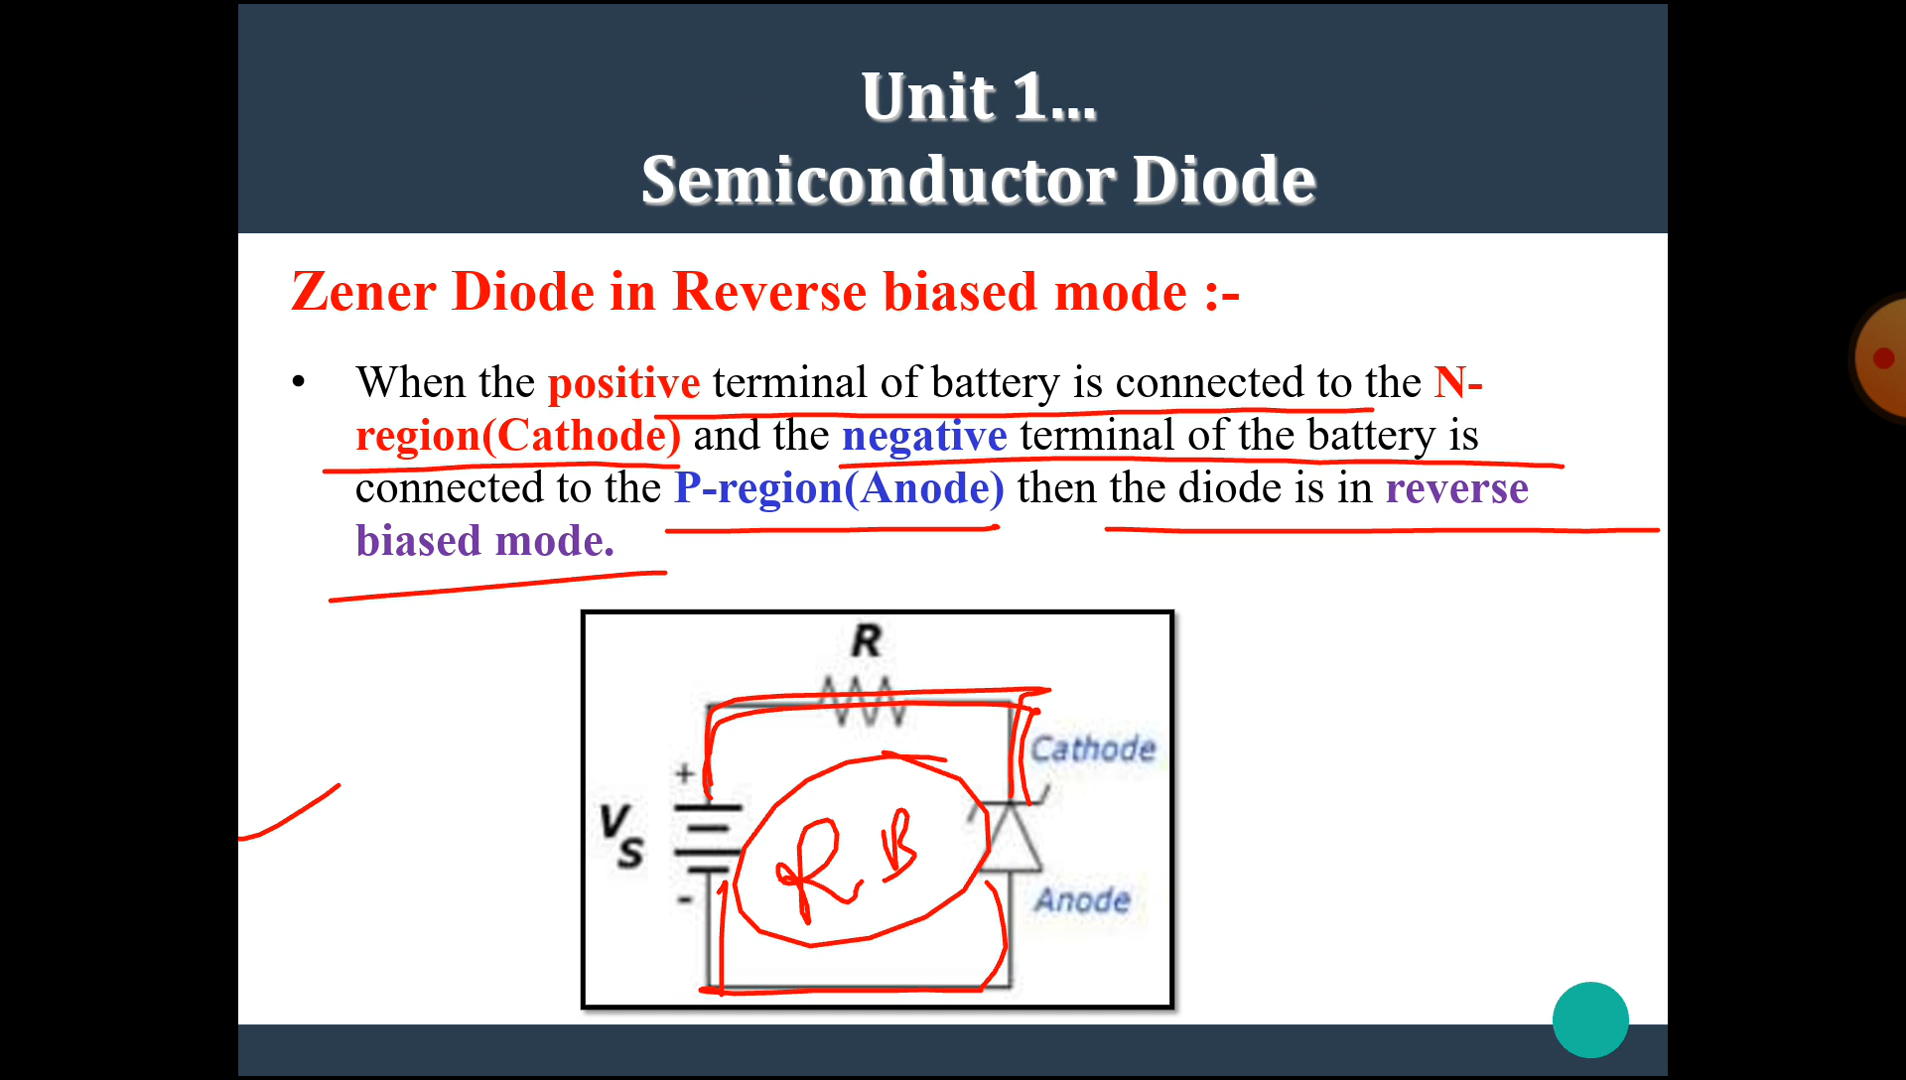 Unit 1...
Semiconductor Diode
Zener Diode in Reverse biased mode :-
• When the positive terminal of battery is connected to the N-
region(Cathode) and the negative terminal of the battery is
connected to the P-region(Anode) then the diode is in reverse
biased mode.
R
Cathode
+
VS
R B
-
Anode